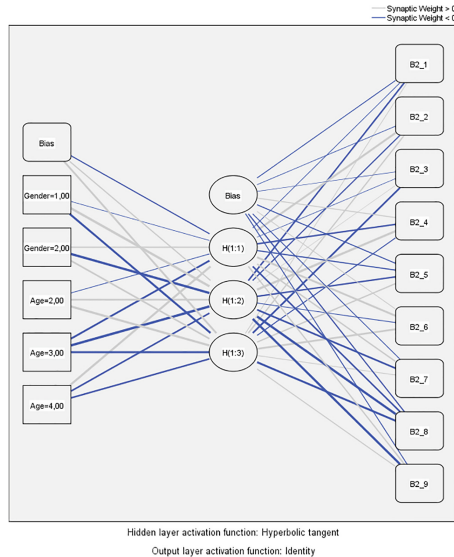 Synaptic Weight > 0
Synaptic Weight < 0
B2_1
B2_2
Bias
B2_3
Gender=1,00
Bias
B2_4
Gender=2,00
H(1:1)
B2_5
Age=2,00
H(1:2)
B2_6
Age=3,00
H(1:3)
B2_7
Age=4,00
B2_8
B2_9
Hidden layer activation function: Hyperbolic tangent
Output layer activation function: Identity